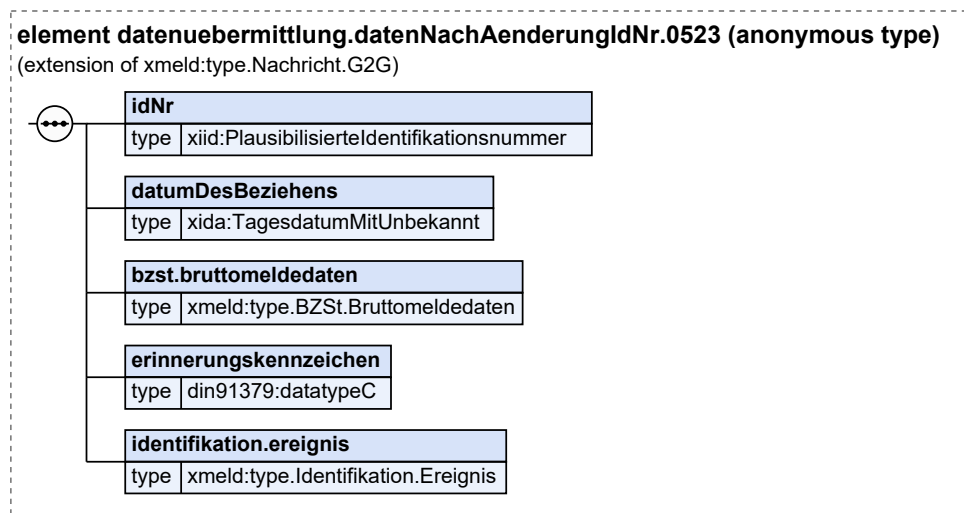 element datenuebermittlung.datenNachAenderungIdNr.0523 (anonymous type)
(extension of xmeld:type.Nachricht.G2G)
idNr
type xiid:PlausibilisierteIdentifikationsnummer
datumDesBeziehens
type xida:TagesdatumMitUnbekannt
bzst.bruttomeldedaten
type xmeld:type.BZSt.Bruttomeldedaten
erinnerungskennzeichen
type din91379:datatypeC
identifikation.ereignis
type xmeld:type.Identifikation.Ereignis